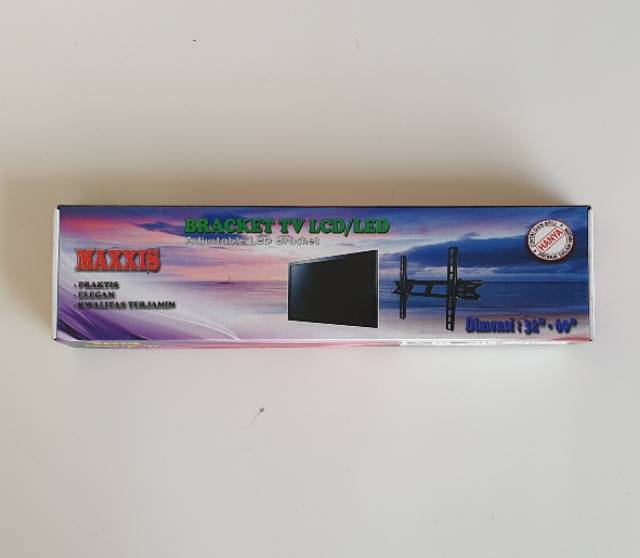 BRACKET TV LCD/LED
Adjustable LED Bracket
MAXXIS
- PRAKTIS
- ELEGAN
- KWALITAS TERJAMIN
HANYA
Dimensi : 32" - 60"